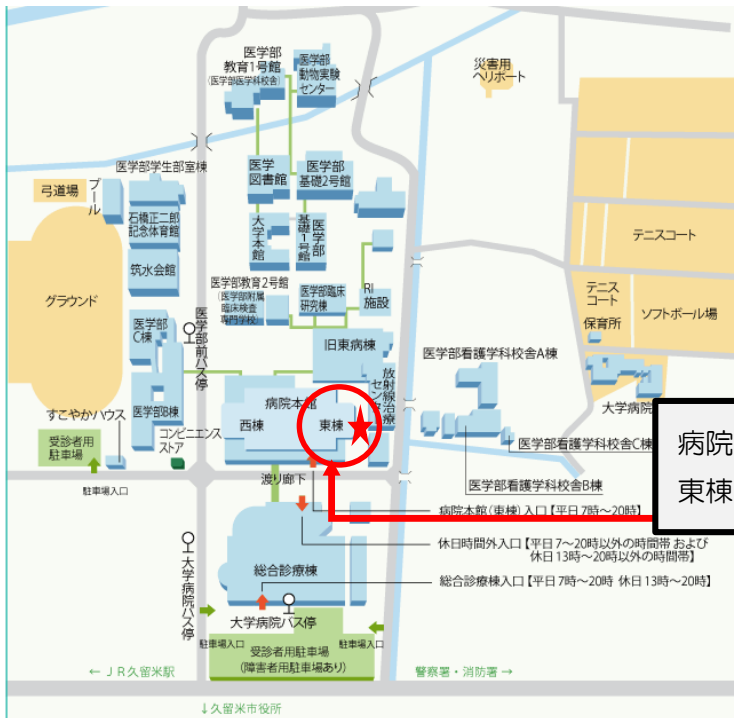 医学部
教育1号館
(医学部医学科校舎)
医学部
動物実験
センター
災害用
ヘリポート
医学部学生部室棟
プール
弓道場
医学
図書館
医学部
基礎2号館
石橋正二郎
記念体育館
大学本館
医学部
基礎1号館
テニスコート
筑水会館
グラウンド
医学部教育2号館
(医学部附属
臨床検査
専門学校)
医学部臨床
研究棟
RI
施設
テニス
コート
保育所
ソフトボール場
医学部
C棟
医学部前バス停
旧東病棟
放射線治療
センター
医学部看護学科校舎A棟
病院本館
西棟
東棟
医学部B棟
大学病院
すこやかハウス
コンビニエンス
ストア
受診者用
駐車場
医学部看護学科校舎C棟
医学部看護学科校舎B棟
病院
東棟
駐車場入口
渡り廊下
病院本館(東棟)入口【平日7時~20時】
休日時間外入口【平日7~20時以外の時間帯 および
休日13時~20時以外の時間帯】
総合診療棟
総合診療棟入口【平日7時~20時 休日13時~20時】
大学病院バス停
大学病院バス停
駐車場入口
駐車場入口
受診者用駐車場
(障害者用駐車場あり)
← JR久留米駅
警察署・消防署 →
↓久留米市役所